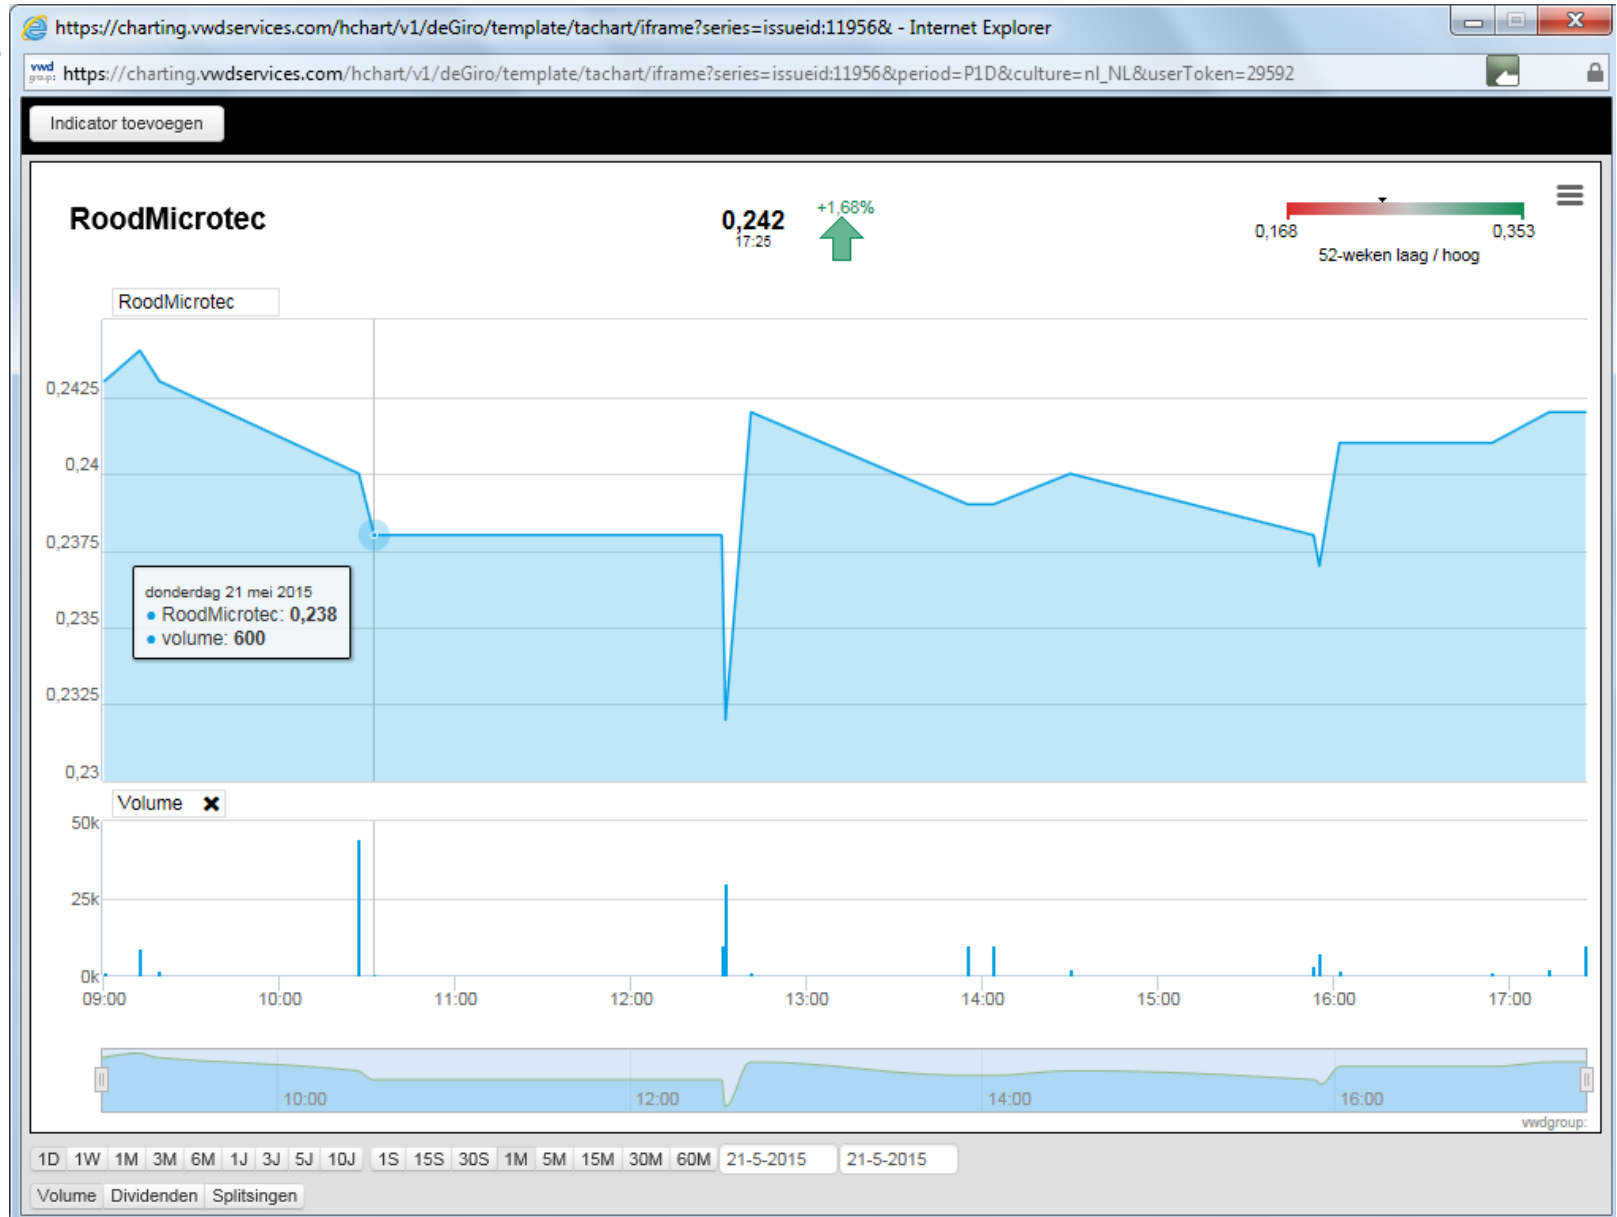 https://charting.vwdservices.com/hchart/v1/deGiro/template/tachart/iframe?series=issueid:11956& - Internet Explorer
vwd group: https://charting.vwdservices.com/hchart/v1/deGiro/template/tachart/iframe?series=issueid:11956&period=P1D&culture=nl_NL&userToken=29592
Indicator toevoegen
RoodMicrotec
0,242
17:25
+1,68%
0,168 0,353
52-weken laag / hoog
RoodMicrotec
0,2425
0,24
0,2375
0,235
0,2325
0,23
donderdag 21 mei 2015
RoodMicrotec: 0,238
volume: 600
Volume
50k
25k
0k
09:00 10:00 11:00 12:00 13:00 14:00 15:00 16:00 17:00
10:00 12:00 14:00 16:00
vwdgroup:
1D 1W 1M 3M 6M 1J 3J 5J 10J 1S 15S 30S 1M 5M 15M 30M 60M 21-5-2015 21-5-2015
Volume Dividenden Splitsingen